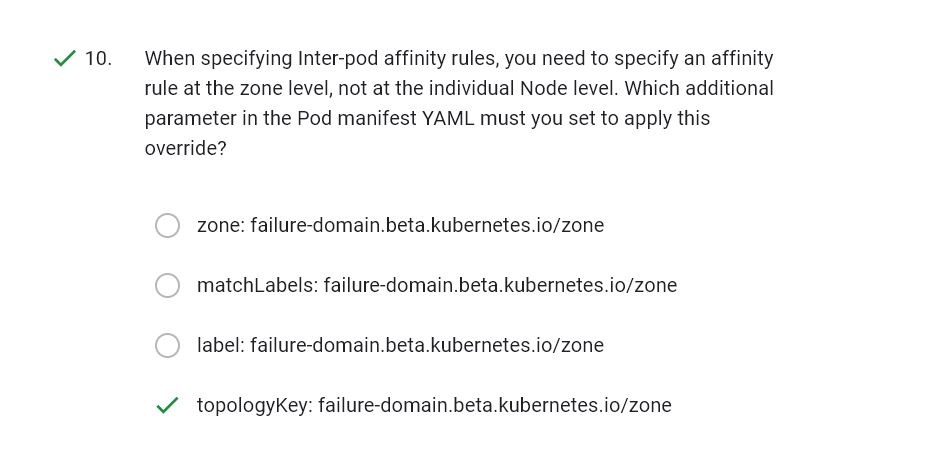 10. When specifying Inter-pod affinity rules, you need to specify an affinity
rule at the zone level, not at the individual Node level. Which additional
parameter in the Pod manifest YAML must you set to apply this
override?
zone: failure-domain.beta.kubernetes.io/zone
matchLabels: failure-domain.beta.kubernetes.io/zone
label: failure-domain.beta.kubernetes.io/zone
topologyKey: failure-domain.beta.kubernetes.io/zone